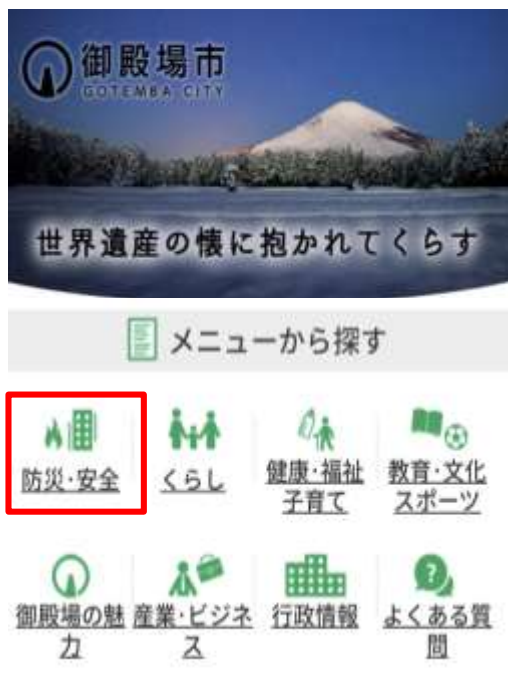 御殿場市
GOTEMBA CITY
世界遺産の懐に抱かれてくらす
メニューから探す
防災・安全
くらし
健康・福祉
子育て
教育・文化
スポーツ
御殿場の魅
力
産業・ビジネ
ス
行政情報
よくある質
問